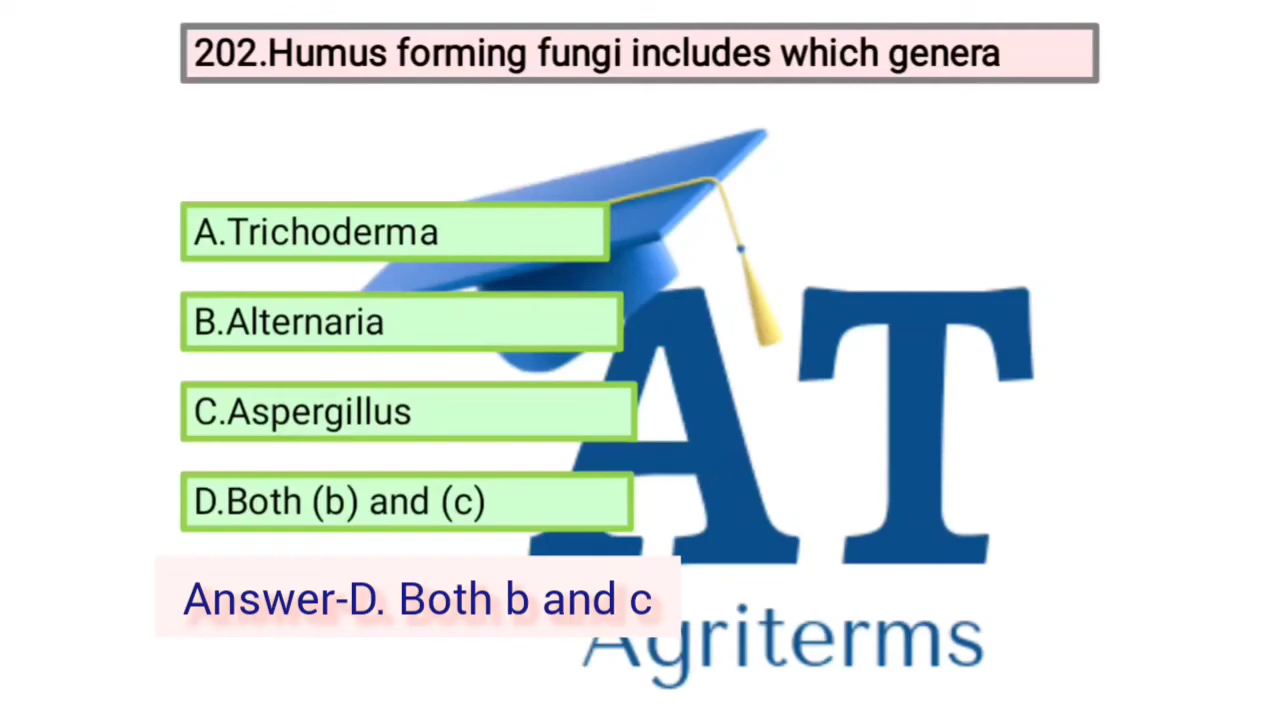 202.Humus forming fungi includes which genera
A.Trichoderma
B.Alternaria
C.Aspergillus
D.Both (b) and (c)
Answer-D. Both b and c
AT
Agriterms